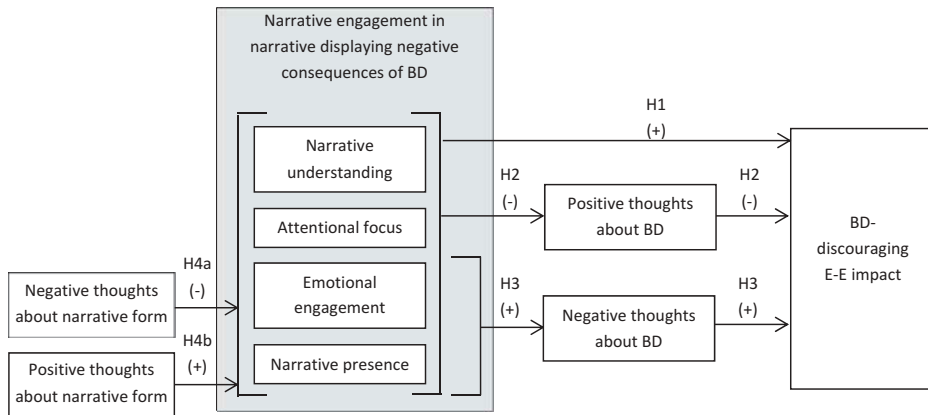 Narrative engagement in
narrative displaying negative
consequences of BD
Narrative
understanding
Attentional focus
Emotional
engagement
Narrative presence
H4a
(-)
Negative thoughts
about narrative form
H4b
(+)
Positive thoughts
about narrative form
H1
(+)
H2
(-)
Positive thoughts
about BD
H2
(-)
H3
(+)
Negative thoughts
about BD
H3
(+)
BD-
discouraging
E-E impact